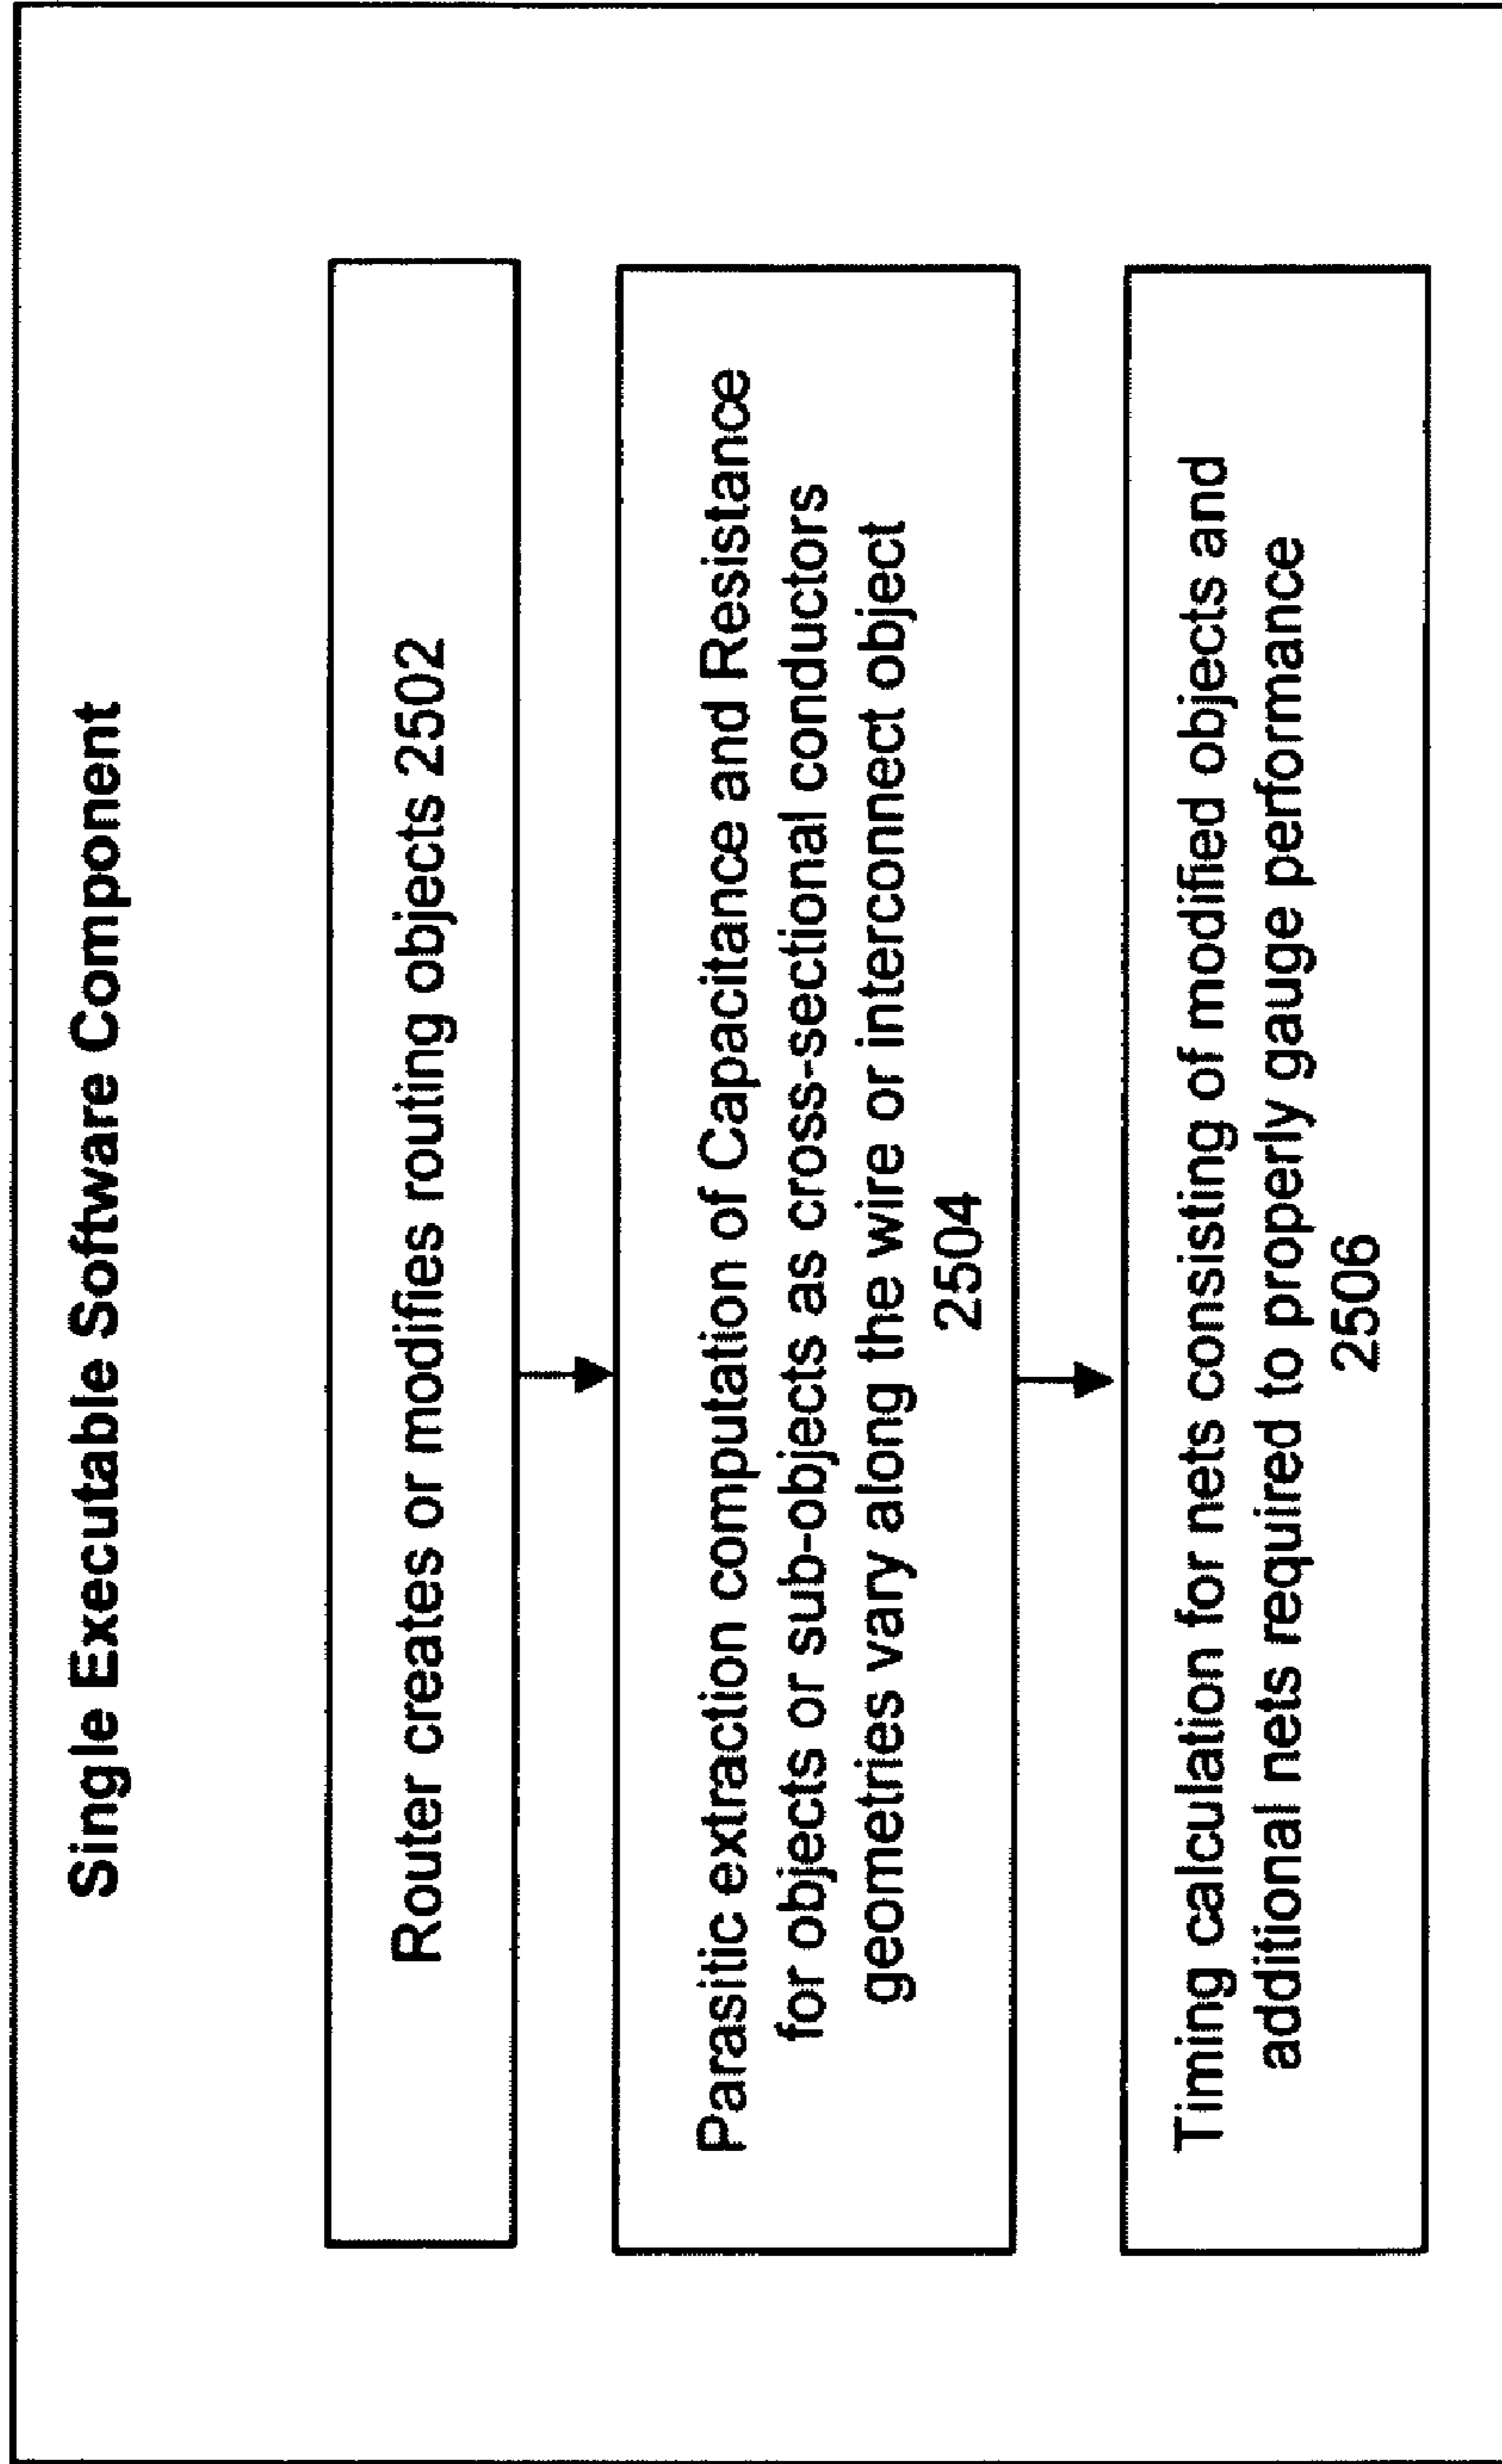 Single Executable Software Component
Router creates or modifies routing objects 2502
Parasitic extraction computation of Capacitance and Resistance
for objects or sub-objects as cross-sectional conductors
geometries vary along the wire or interconnect object
2504
Timing calculation for nets consisting of modified objects and
additional nets required to properly gauge performance
2506